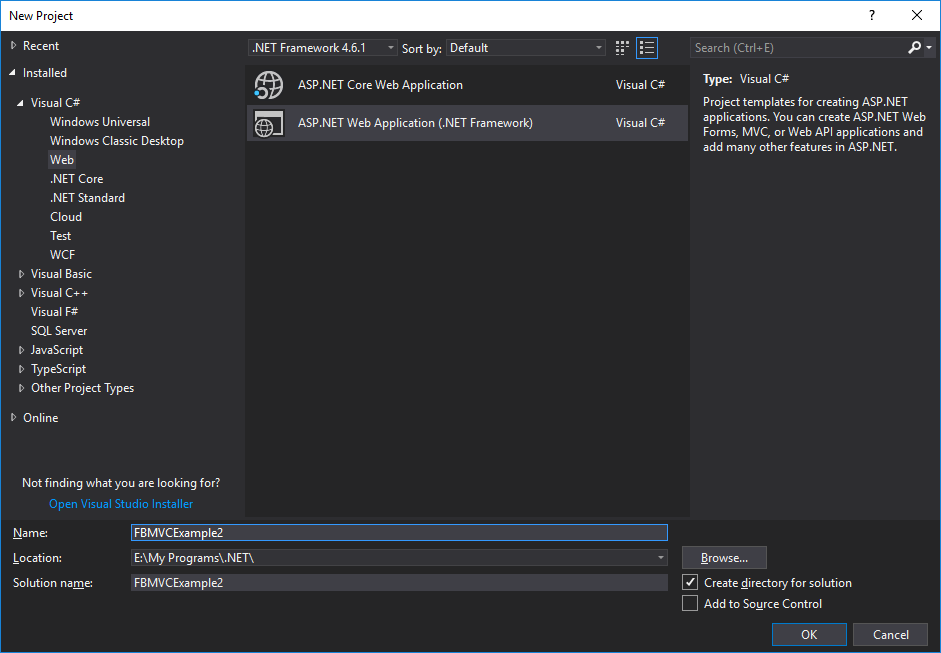 New Project
?
Recent
Installed
Visual C#
Windows Universal
Windows Classic Desktop
Web
.NET Core
.NET Standard
Cloud
Test
WCF
Visual Basic
Visual C++
Visual F#
SQL Server
JavaScript
TypeScript
Other Project Types
Online
Not finding what you are looking for?
Open Visual Studio Installer
.NET Framework 4.6.1 Sort by: Default
ASP.NET Core Web Application Visual C#
ASP.NET Web Application (.NET Framework) Visual C#
Search (Ctrl+E)
Type: Visual C#
Project templates for creating ASP.NET
applications. You can create ASP.NET Web
Forms, MVC, or Web API applications and
add many other features in ASP.NET.
Name: FBMVCExample2
Location: E:\My Programs\.NET\ Browse...
Solution name: FBMVCExample2 Create directory for solution
Add to Source Control
OK Cancel